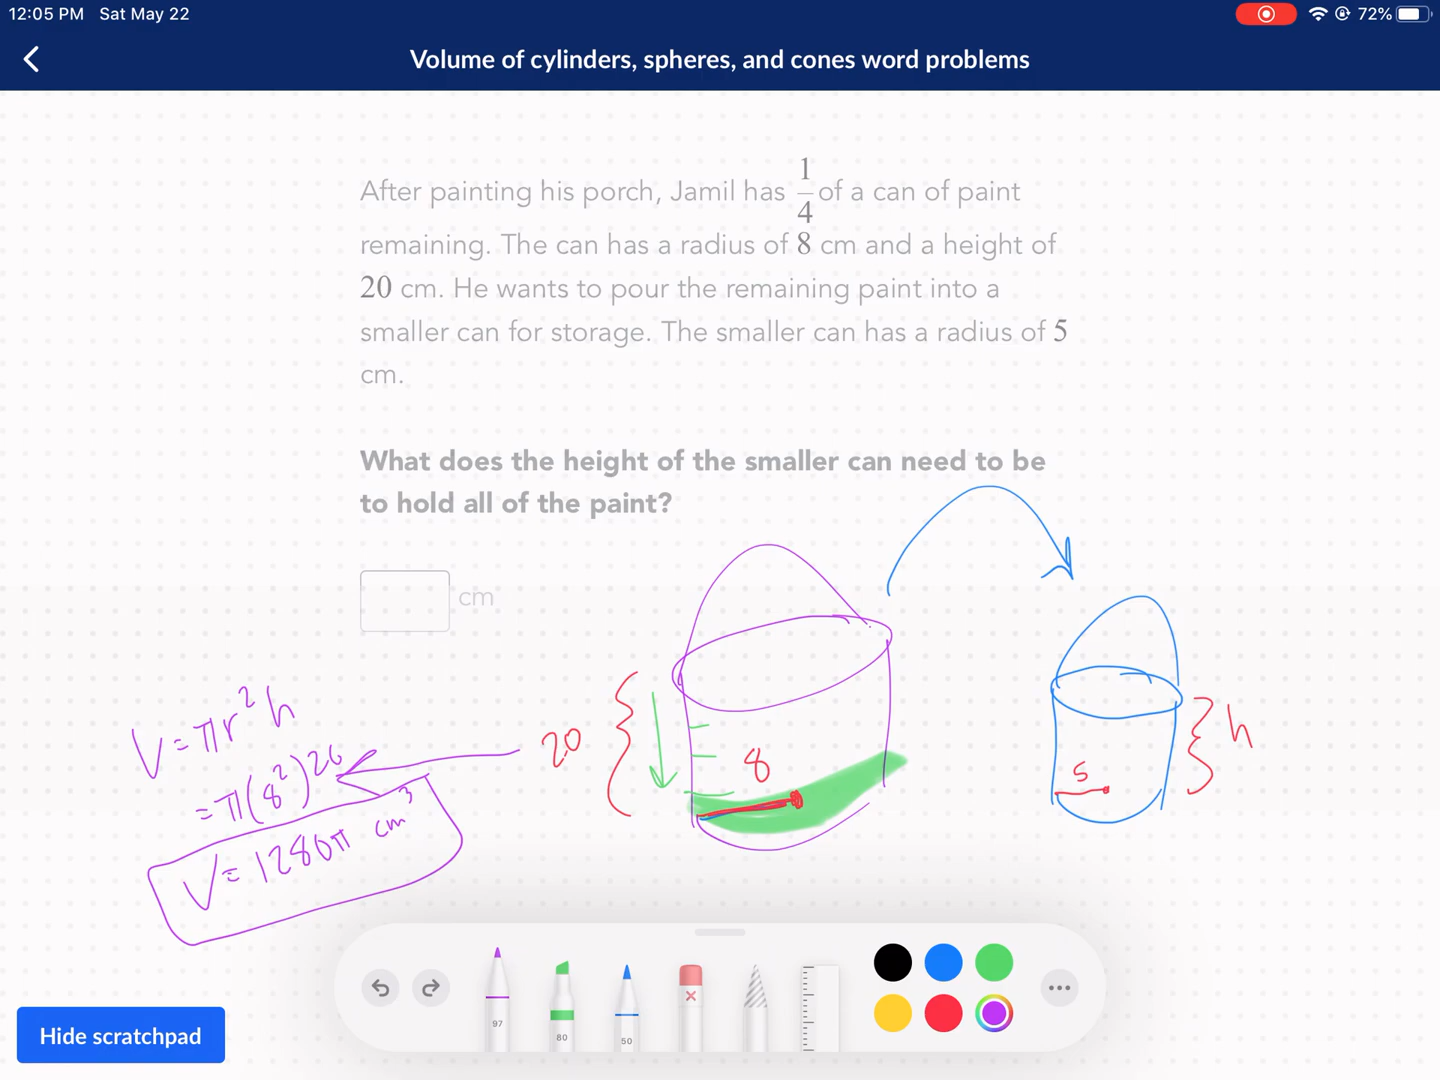 12:05 PM Sat May 22
72%
Volume of cylinders, spheres, and cones word problems
After painting his porch, Jamil has 1/4 of a can of paint
remaining. The can has a radius of 8 cm and a height of
20 cm. He wants to pour the remaining paint into a
smaller can for storage. The smaller can has a radius of 5
cm.
What does the height of the smaller can need to be
to hold all of the paint?
cm
V = πr²h
= π(8²)20
V = 1280π cm³
20
8
5
h
97
80
50
Hide scratchpad